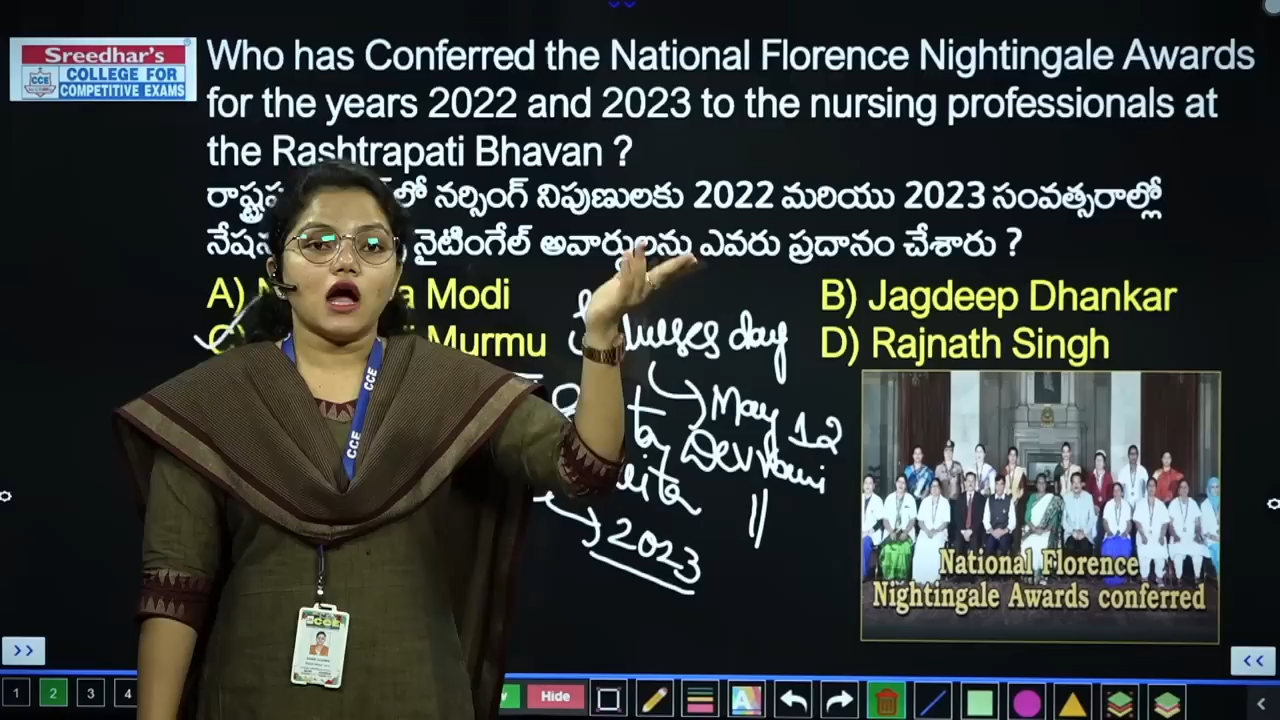 Sreedhar's
CCE
COLLEGE FOR
COMPETITIVE EXAMS
Who has Conferred the National Florence Nightingale Awards
for the years 2022 and 2023 to the nursing professionals at
the Rashtrapati Bhavan ?
లో నర్సింగ్ నిపుణులకు 2022 మరియు 2023 సంవత్సరాల్లో
నైటింగేల్ అవార్డులను ఎవరు ప్రదానం చేశారు ?
A) Modi
B) Jagdeep Dhankar
Murmu
D) Rajnath Singh
Nurses day
May 12
Devrani
"
2023
CCE
CCE
CCE
National Florence
Nightingale Awards conferred
>>
<<
1 2 3 4
Hide
A